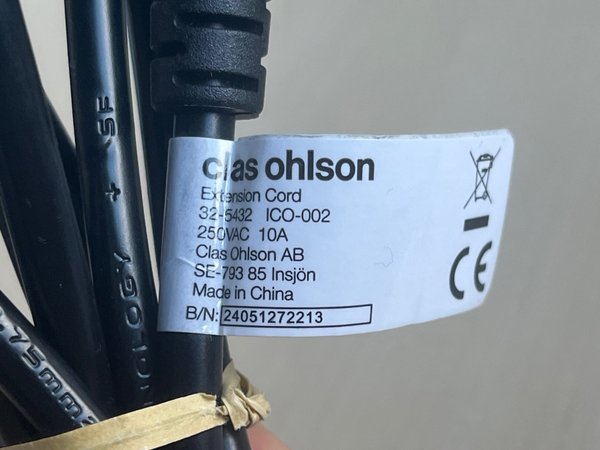 clas ohlson
Extension Cord
32-5432 ICO-002
250VAC 10A
Clas Ohlson AB
SE-793 85 Insjön
Made in China
B/N: 24051272213
CE